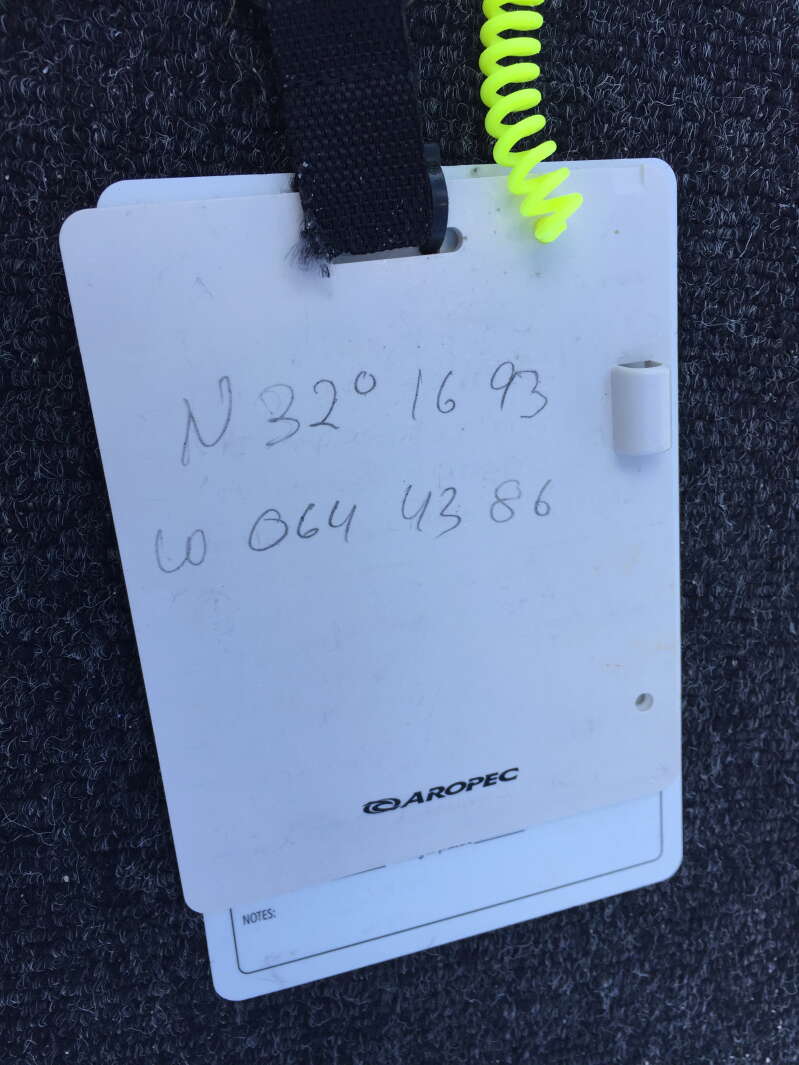 N 32° 16 93
W 064 43 86
AROPEC
NOTES: